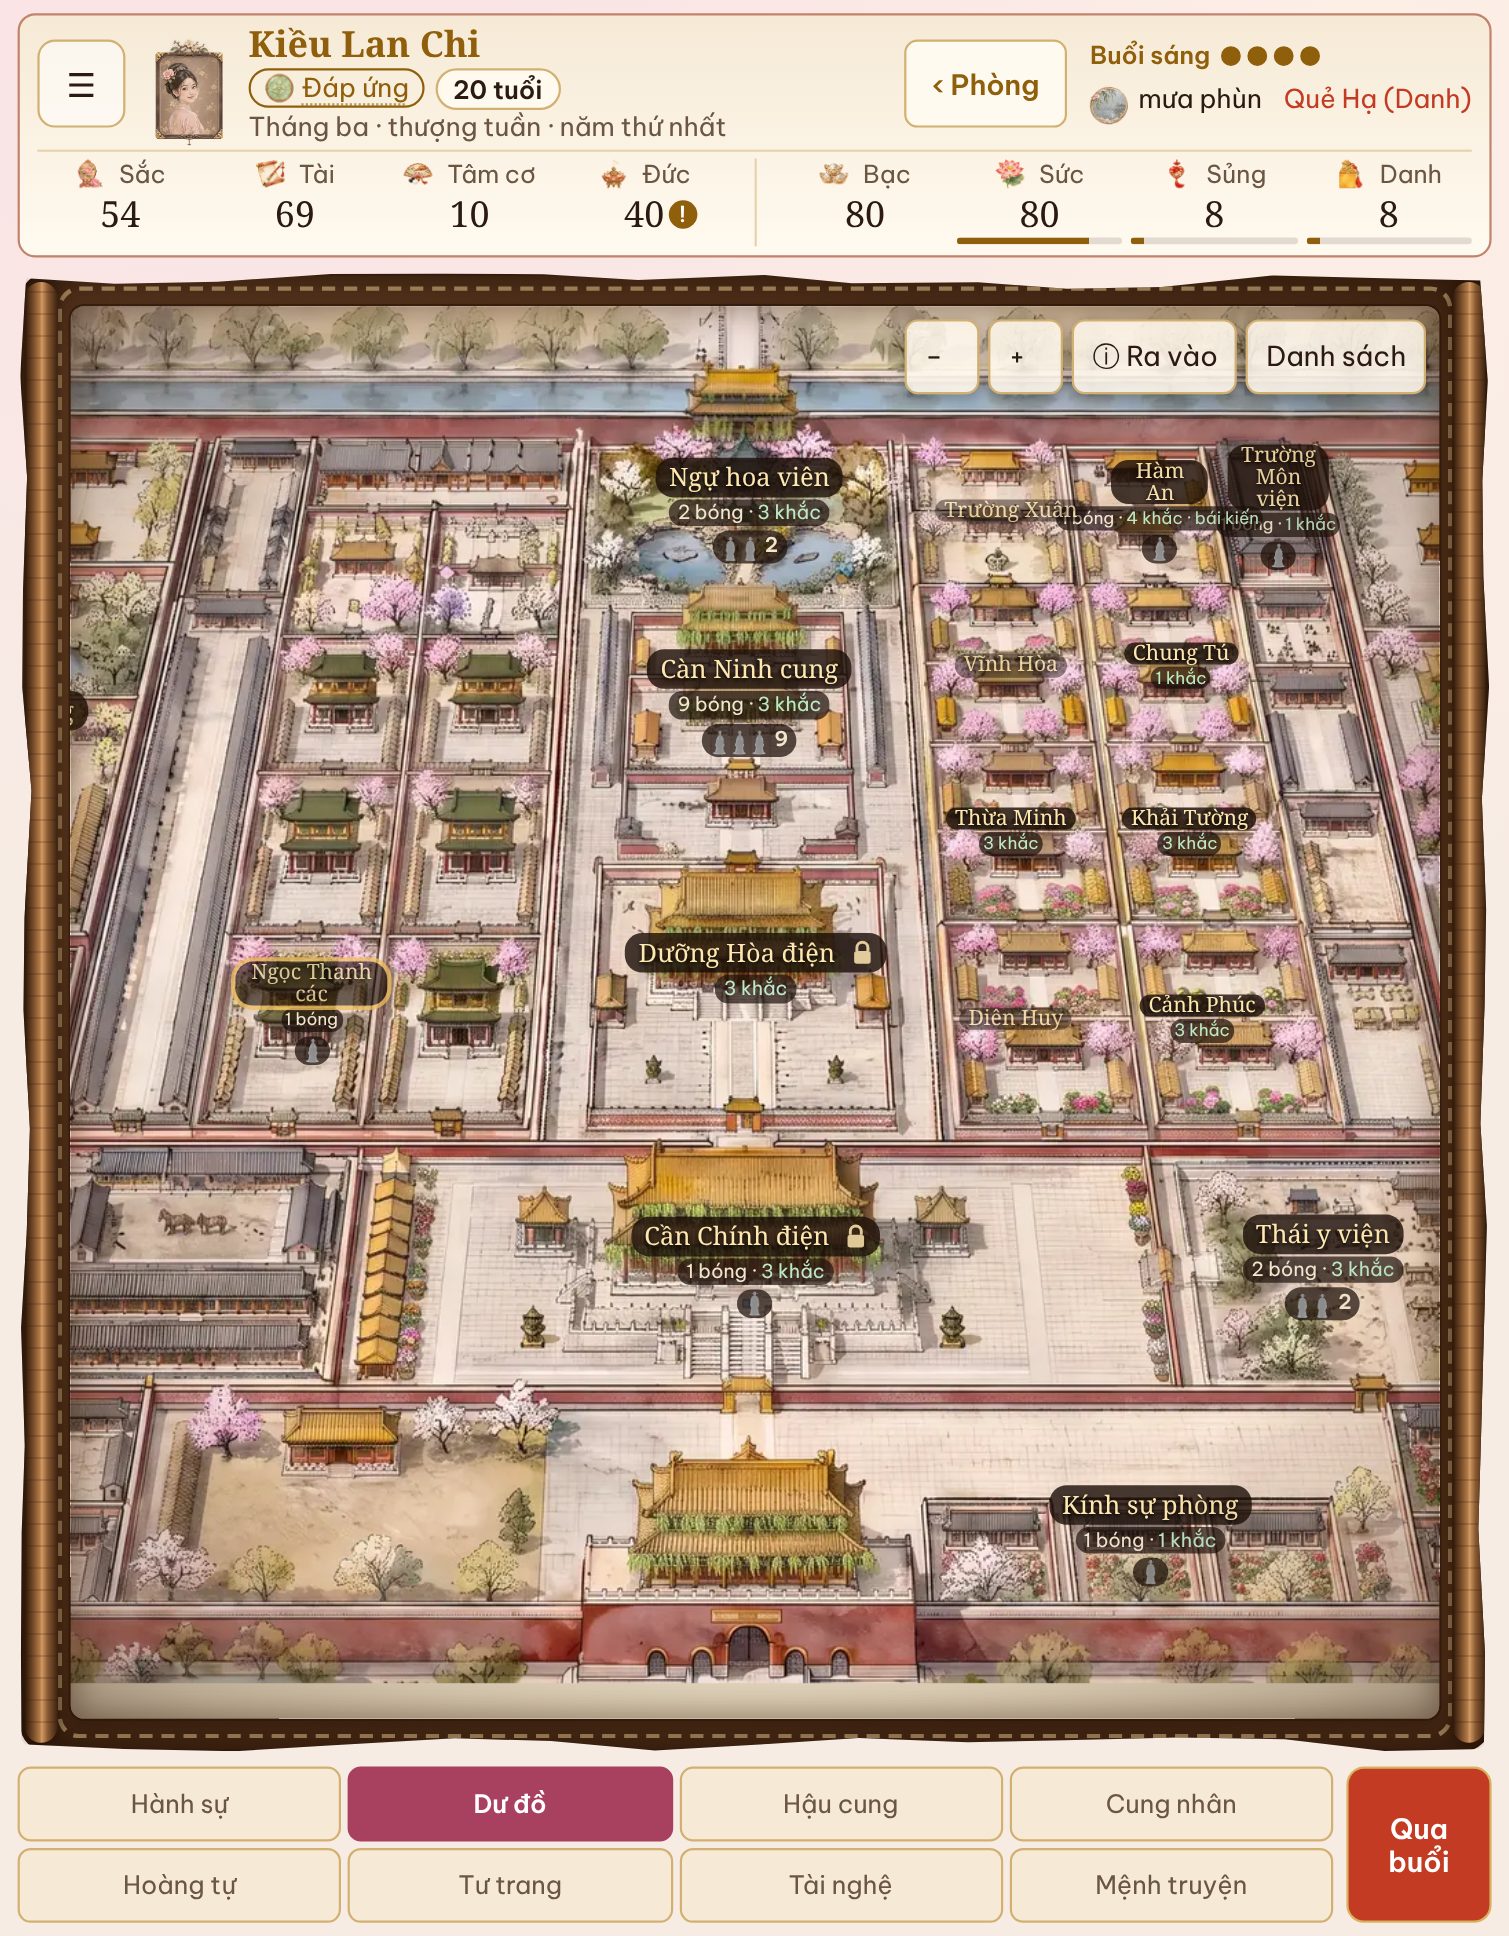 Kiều Lan Chi
Đáp ứng
20 tuổi
Tháng ba · thượng tuần · năm thứ nhất
‹ Phòng
Buổi sáng
mưa phùn
Quẻ Hạ (Danh)
Sắc
54
Tài
69
Tâm cơ
10
Đức
40 !
Bạc
80
Sức
80
Sủng
8
Danh
8
-
+
ⓘ Ra vào
Danh sách
Ngự hoa viên
2 bóng · 3 khắc
2
Trường Xuân
Hàm
An
bóng · 4 khắc · bái kiến
Trường
Môn
viện
· 1 khắc
Càn Ninh cung
9 bóng · 3 khắc
9
Vĩnh Hòa
Chung Tú
1 khắc
Thừa Minh
3 khắc
Khải Tường
3 khắc
Dưỡng Hòa điện
3 khắc
Ngọc Thanh
các
1 bóng
Diên Huy
Cảnh Phúc
3 khắc
Cần Chính điện
1 bóng · 3 khắc
Thái y viện
2 bóng · 3 khắc
2
Kính sự phòng
1 bóng · 1 khắc
Hành sự
Dư đồ
Hậu cung
Cung nhân
Hoàng tự
Tư trang
Tài nghệ
Mệnh truyện
Qua
buổi